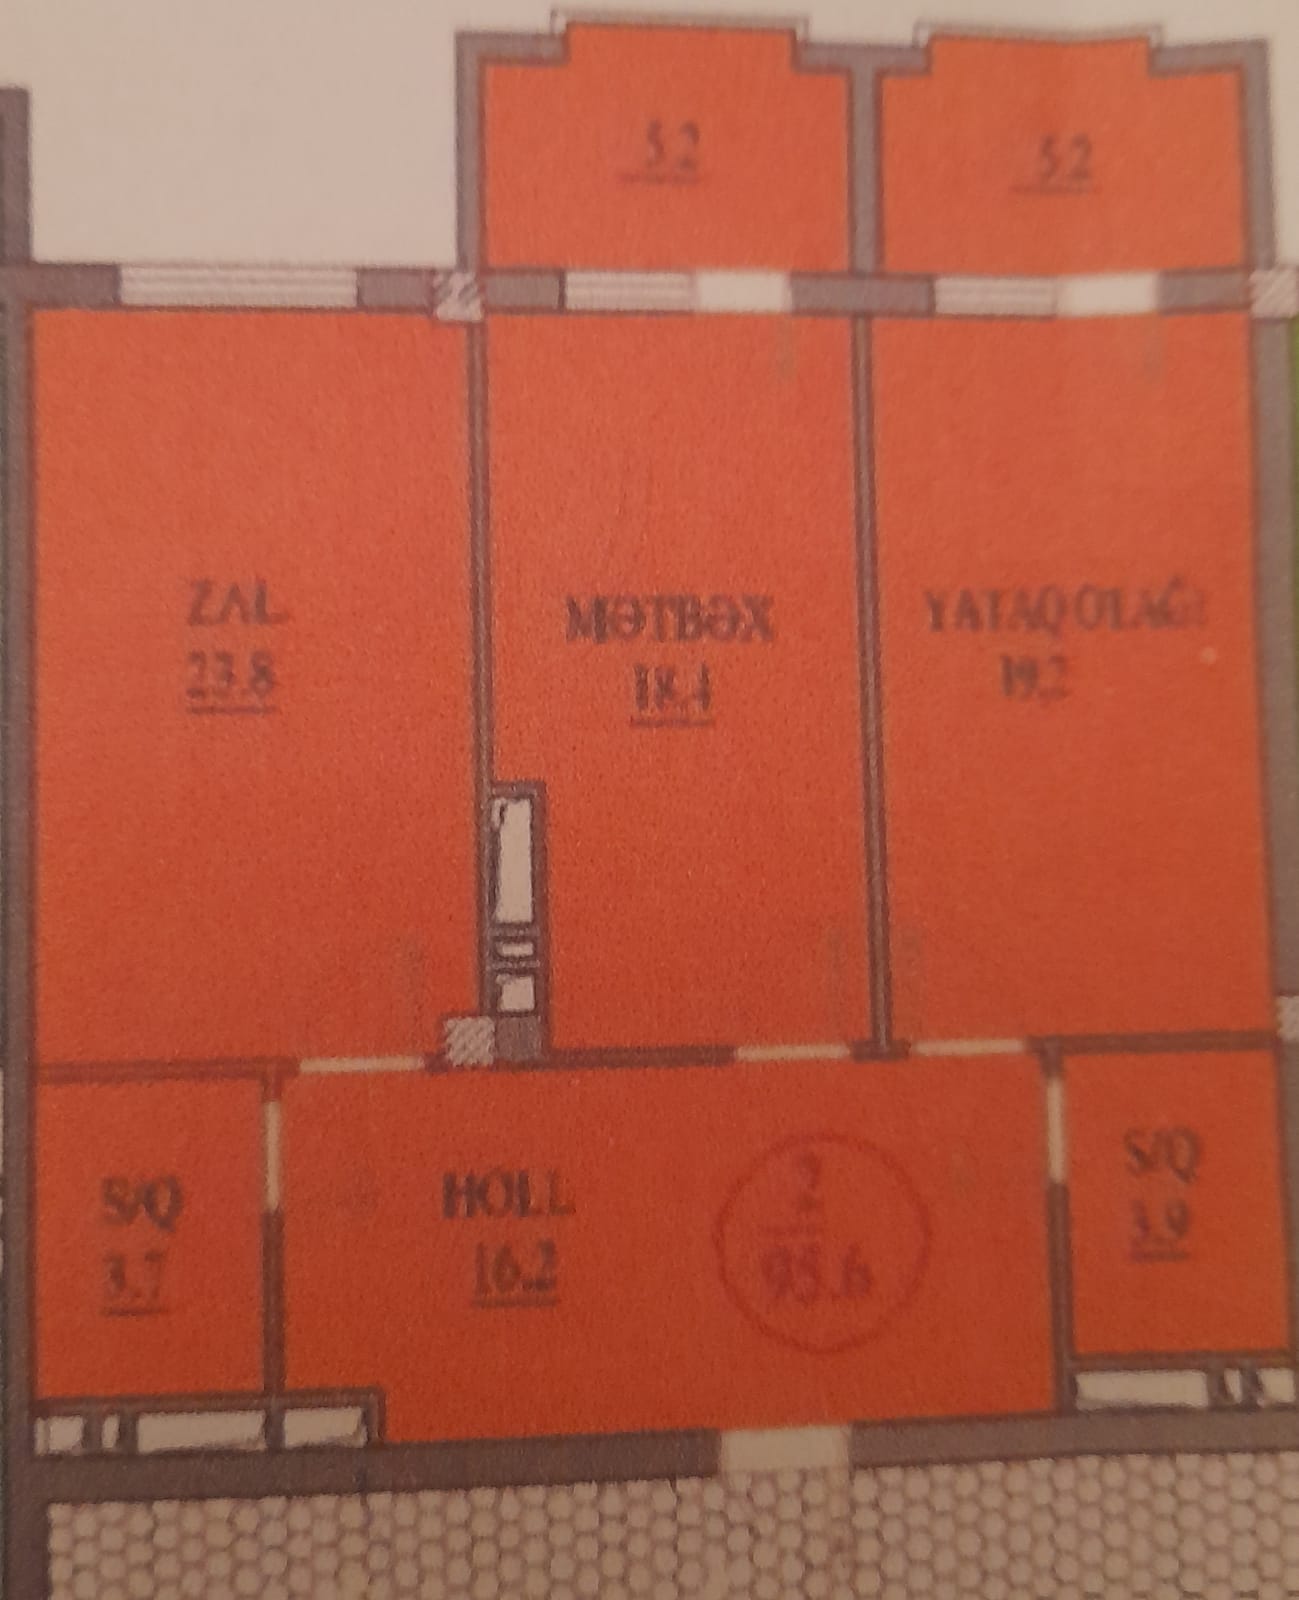 5.2
5.2
ZAL
23.8
MƏTBƏX
18.4
YATAQ OTAĞI
19.2
S/Q
3.7
HOLL
16.2
2
95.6
S/Q
3.9